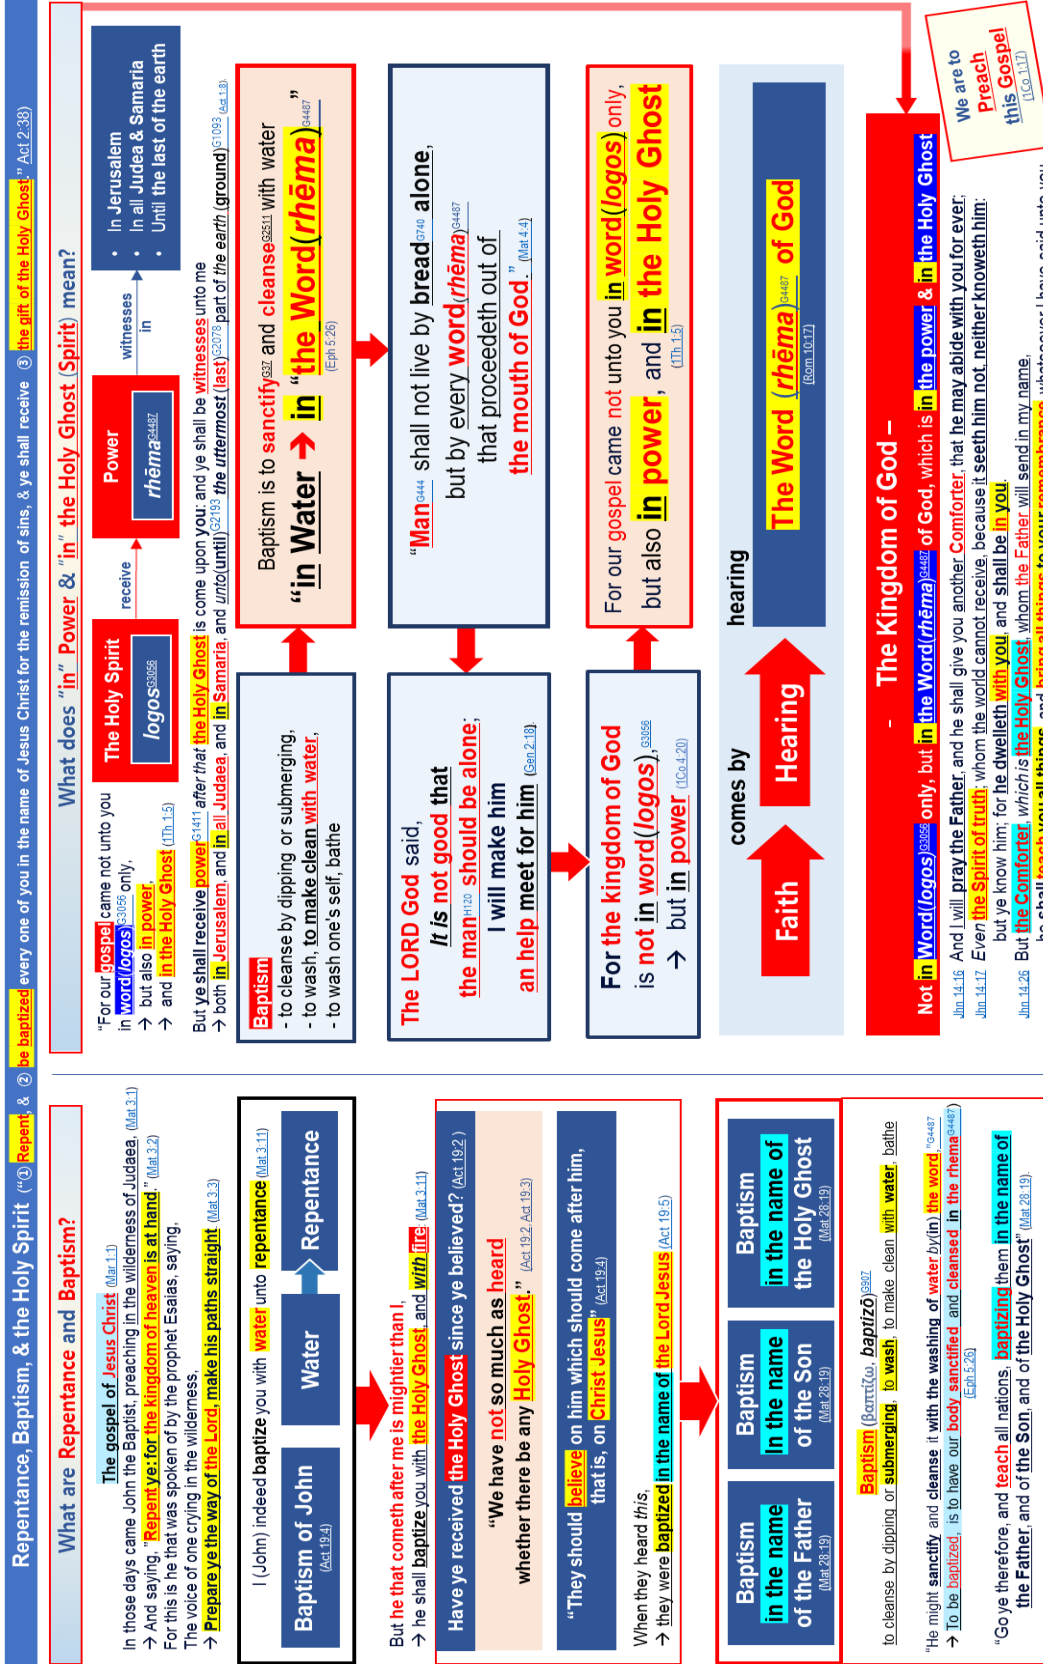 Repentance, Baptism, & the Holy Spirit (“① Repent, & ② be baptized every one of you in the name of Jesus Christ for the remission of sins, & ye shall receive ③ the gift of the Holy Ghost.” Act 2:38)
What are Repentance and Baptism?
The gospel of Jesus Christ (Mar 1:1)
In those days came John the Baptist, preaching in the wilderness of Judaea, (Mat 3:1)
→ And saying, "Repent ye: for the kingdom of heaven is at hand." (Mat 3:2)
For this is he that was spoken of by the prophet Esaias, saying,
The voice of one crying in the wilderness,
→ Prepare ye the way of the Lord, make his paths straight. (Mat 3:3)
I (John) indeed baptize you with water unto repentance (Mat 3:11)
Baptism of John
(Act 19:4)
Water
Repentance
But he that cometh after me is mightier than I,
→ he shall baptize you with the Holy Ghost, and with fire: (Mat 3:11)
Have ye received the Holy Ghost since ye believed? (Act 19:2)
“We have not so much as heard
whether there be any Holy Ghost.” (Act 19:2, Act 19:3)
“They should believe on him which should come after him,
that is, on Christ Jesus” (Act 19:4)
When they heard this,
→ they were baptized in the name of the Lord Jesus (Act 19:5)
Baptism
in the name
of the Father
(Mat 28:19)
Baptism
In the name
of the Son
(Mat 28:19)
Baptism
in the name of
the Holy Ghost
(Mat 28:19)
Baptism (βαπτίζω, baptizō)G907
to cleanse by dipping or submerging, to wash, to make clean with water, bathe
“He might sanctify and cleanse it with the washing of water by(in) the word,”G4487
→ To be baptized, is to have our body sanctified and cleansed in the rhemaG4487)
(Eph 5:26)
“Go ye therefore, and teach all nations, baptizing them in the name of
the Father, and of the Son, and of the Holy Ghost” (Mat 28:19).
What does “in” Power & “in” the Holy Ghost (Spirit) mean?
“For our gospel came not unto you
in word(logos)G3056 only,
→ but also in power,
→ and in the Holy Ghost (1Th 1:5)
The Holy Spirit
logosG3056
receive
Power
rhēmaG4487
witnesses
in
• In Jerusalem
• In all Judea & Samaria
• Until the last of the earth
But ye shall receive powerG1411 after that the Holy Ghost is come upon you: and ye shall be witnesses unto me
→ both in Jerusalem, and in all Judaea, and in Samaria, and unto(until)G2193 the uttermost (last)G2078 part of the earth (ground)G1093 (Act 1:8).
Baptism
- to cleanse by dipping or submerging,
- to wash, to make clean with water,
- to wash one's self, bathe
Baptism is to sanctifyG37 and cleanseG2511 with water
“in Water → in “the Word(rhēma)G4487”
(Eph 5:26)
The LORD God said,
It is not good that
the manH120 should be alone;
I will make him
an help meet for him (Gen 2:18).
“ManG444 shall not live by breadG740 alone,
but by every word(rhēma)G4487
that proceedeth out of
the mouth of God.” (Mat 4:4)
For the kingdom of God
is not in word(logos),G3056
→ but in power (1Co 4:20)
For our gospel came not unto you in word(logos) only,
but also in power, and in the Holy Ghost
(1Th 1:5)
Faith
comes by
Hearing
hearing
The Word (rhēma)G4487 of God
(Rom 10:17)
- The Kingdom of God –
Not in Word(logos)G3056 only, but in the Word(rhēma)G4487 of God, which is in the power & in the Holy Ghost
We are to
Preach
this Gospel
(1Co 1:17)
Jhn 14:16 And I will pray the Father, and he shall give you another Comforter, that he may abide with you for ever;
Jhn 14:17 Even the Spirit of truth; whom the world cannot receive, because it seeth him not, neither knoweth him:
but ye know him; for he dwelleth with you, and shall be in you.
Jhn 14:26 But the Comforter, which is the Holy Ghost, whom the Father will send in my name,
he shall teach you all things, and bring all things to your remembrance, whatsoever I have said unto you.